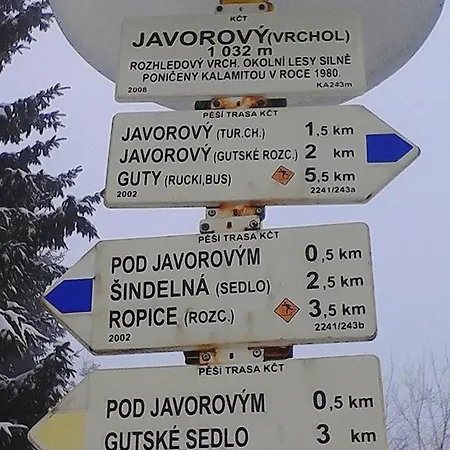 KČT
JAVOROVÝ (VRCHOL)
1 032 m
ROZHLEDOVÝ VRCH. OKOLNÍ LESY SILNĚ
PONIČENY KALAMITOU V ROCE 1980.
2008 KA243m
PĚŠÍ TRASA KČT
JAVOROVÝ (TUR.CH.) 1,5 km
JAVOROVÝ (GUTSKÉ ROZC.) 2 km
GUTY (RUCKI,BUS) 5,5 km
2002 2241/243a
PĚŠÍ TRASA KČT
POD JAVOROVÝM 0,5 km
ŠINDELNÁ (SEDLO) 2,5 km
ROPICE (ROZC.) 3,5 km
2002 2241/243b
PĚŠÍ TRASA KČT
POD JAVOROVÝM 0,5 km
GUTSKÉ SEDLO 3 km